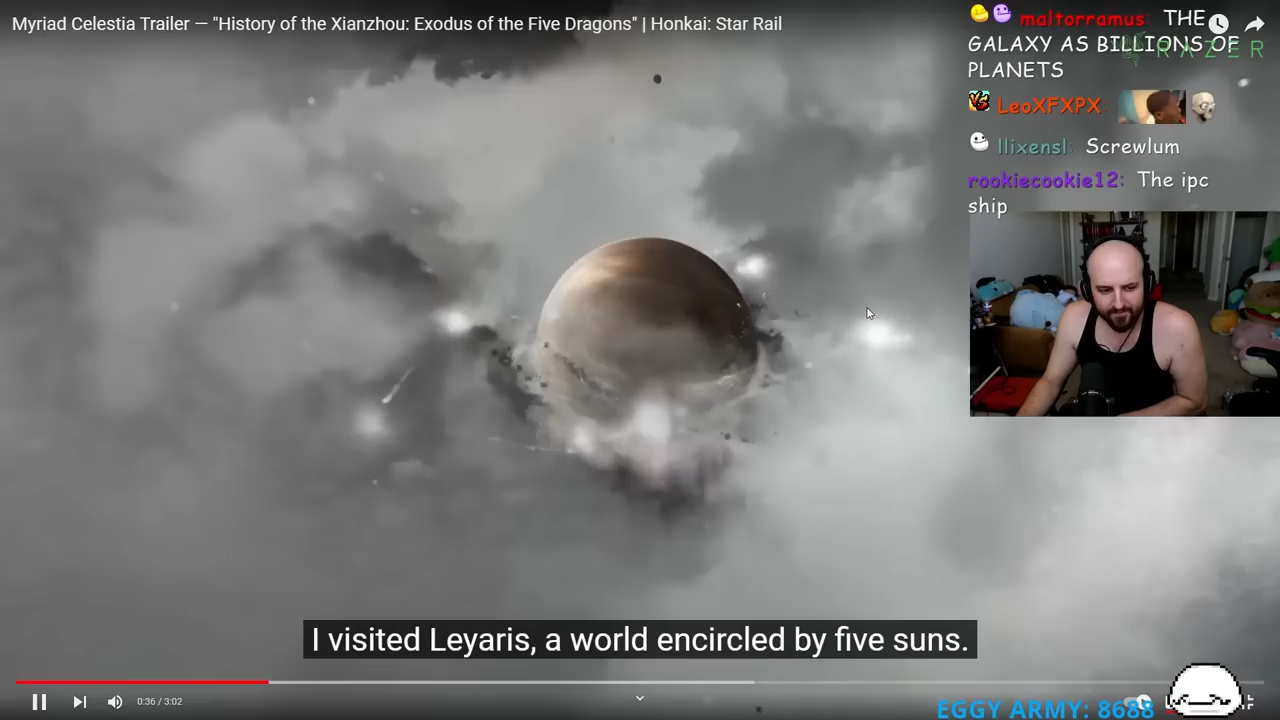 Myriad Celestia Trailer — "History of the Xianzhou: Exodus of the Five Dragons" | Honkai: Star Rail
maltorramus: THE
GALAXY AS BILLIONS OF
PLANETS
RAZER
LeoXFXPX:
llixensl: Screwlum
rookiecookie12: The ipc
ship
I visited Leyaris, a world encircled by five suns.
0:36 / 3:02
EGGY ARMY: 8688